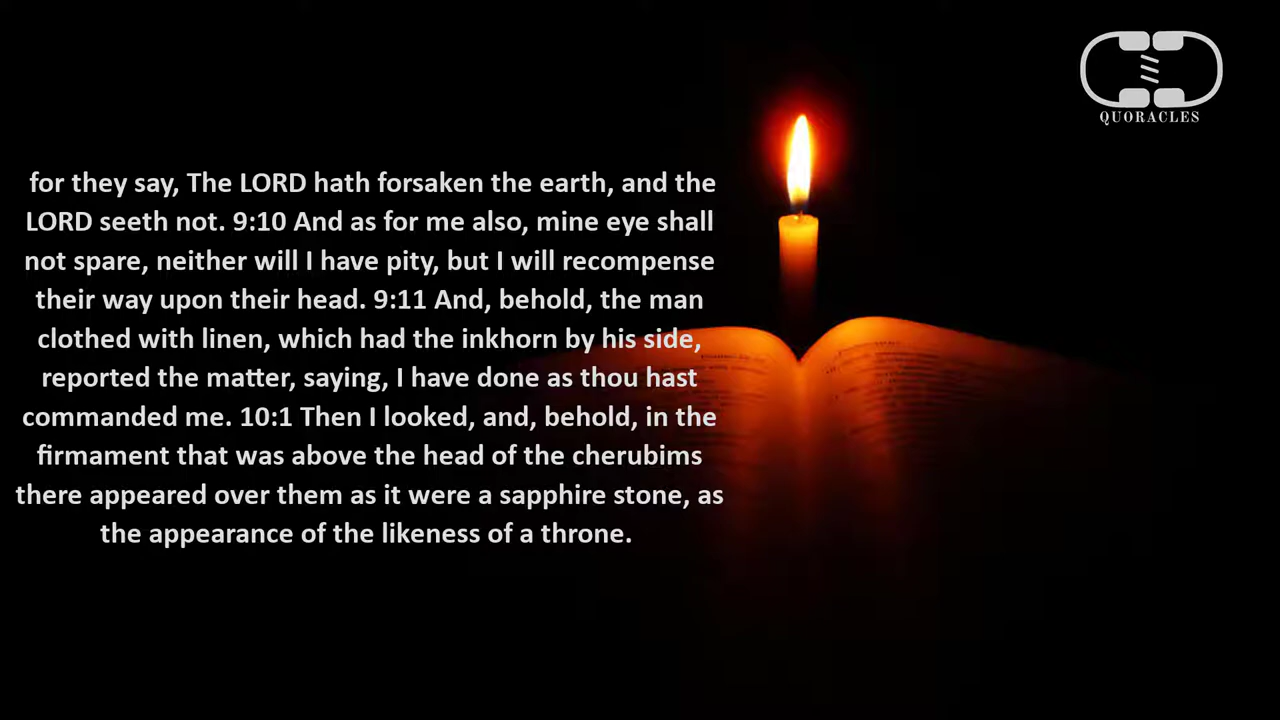 QUORACLES
for they say, The LORD hath forsaken the earth, and the
LORD seeth not. 9:10 And as for me also, mine eye shall
not spare, neither will I have pity, but I will recompense
their way upon their head. 9:11 And, behold, the man
clothed with linen, which had the inkhorn by his side,
reported the matter, saying, I have done as thou hast
commanded me. 10:1 Then I looked, and, behold, in the
firmament that was above the head of the cherubims
there appeared over them as it were a sapphire stone, as
the appearance of the likeness of a throne.